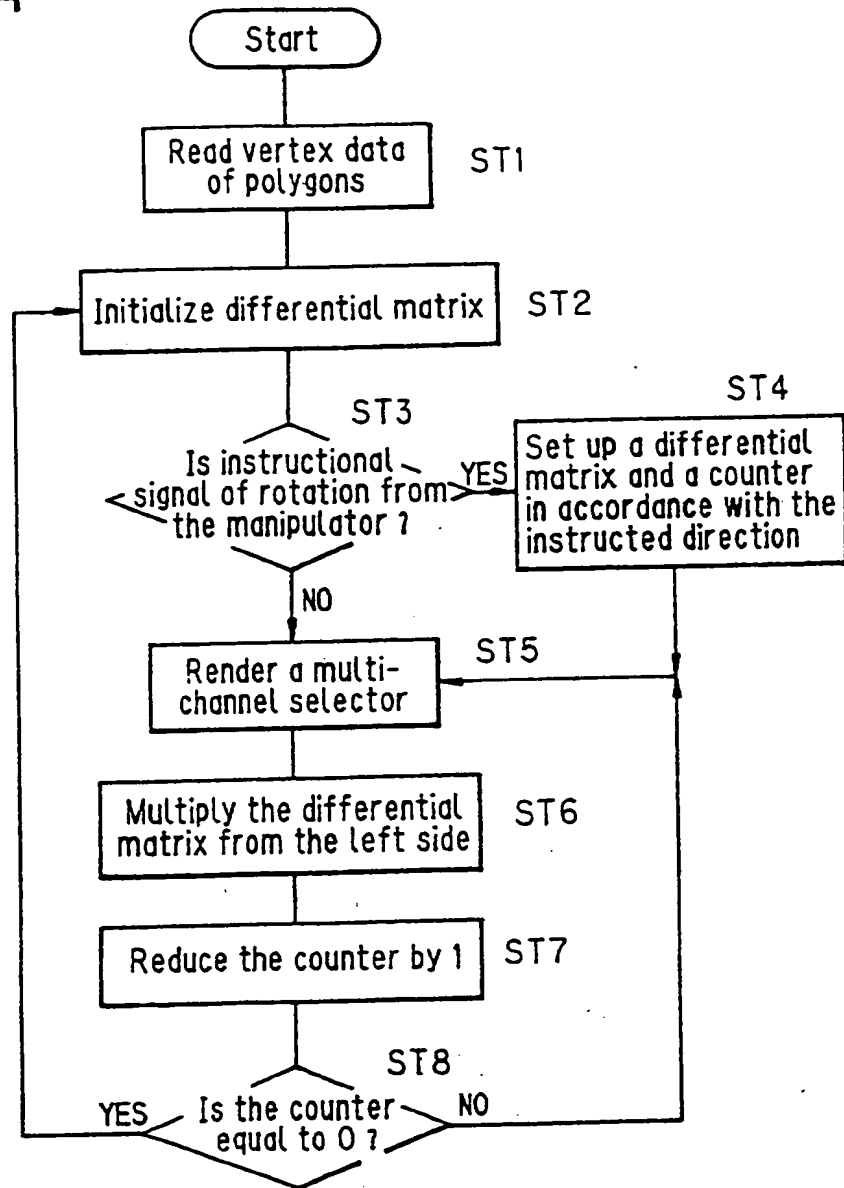 Start
Read vertex data
of polygons
ST1
Initialize differential matrix
ST2
ST3
Is instructional
signal of rotation from
the manipulator ?
YES
NO
ST4
Set up a differential
matrix and a counter
in accordance with the
instructed direction
Render a multi-
channel selector
ST5
Multiply the differential
matrix from the left side
ST6
Reduce the counter by 1
ST7
ST8
Is the counter
equal to 0 ?
YES
NO